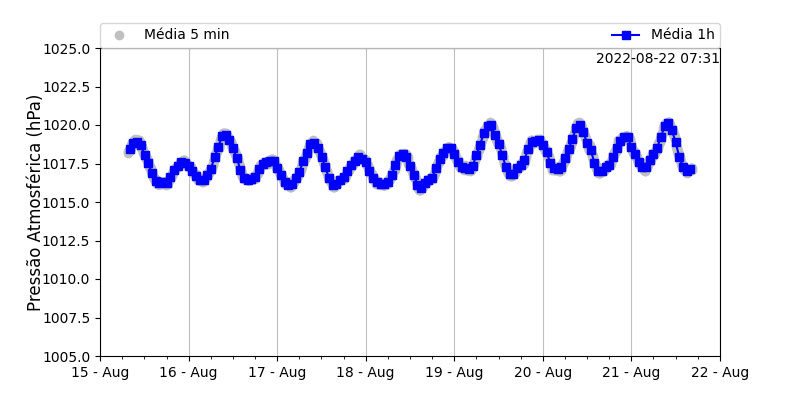 Média 5 min
Média 1h
2022-08-22 07:31
Pressão Atmosférica (hPa)
1025.0
1022.5
1020.0
1017.5
1015.0
1012.5
1010.0
1007.5
1005.0
15 - Aug
16 - Aug
17 - Aug
18 - Aug
19 - Aug
20 - Aug
21 - Aug
22 - Aug